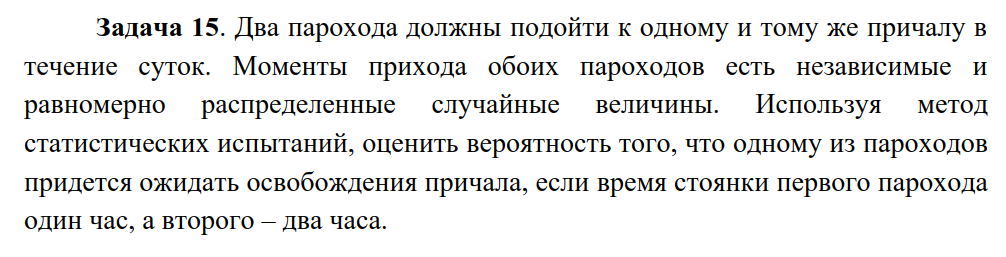 Задача 15. Два парохода должны подойти к одному и тому же причалу в
течение суток. Моменты прихода обоих пароходов есть независимые и
равномерно распределенные случайные величины. Используя метод
статистических испытаний, оценить вероятность того, что одному из пароходов
придется ожидать освобождения причала, если время стоянки первого парохода
один час, а второго – два часа.